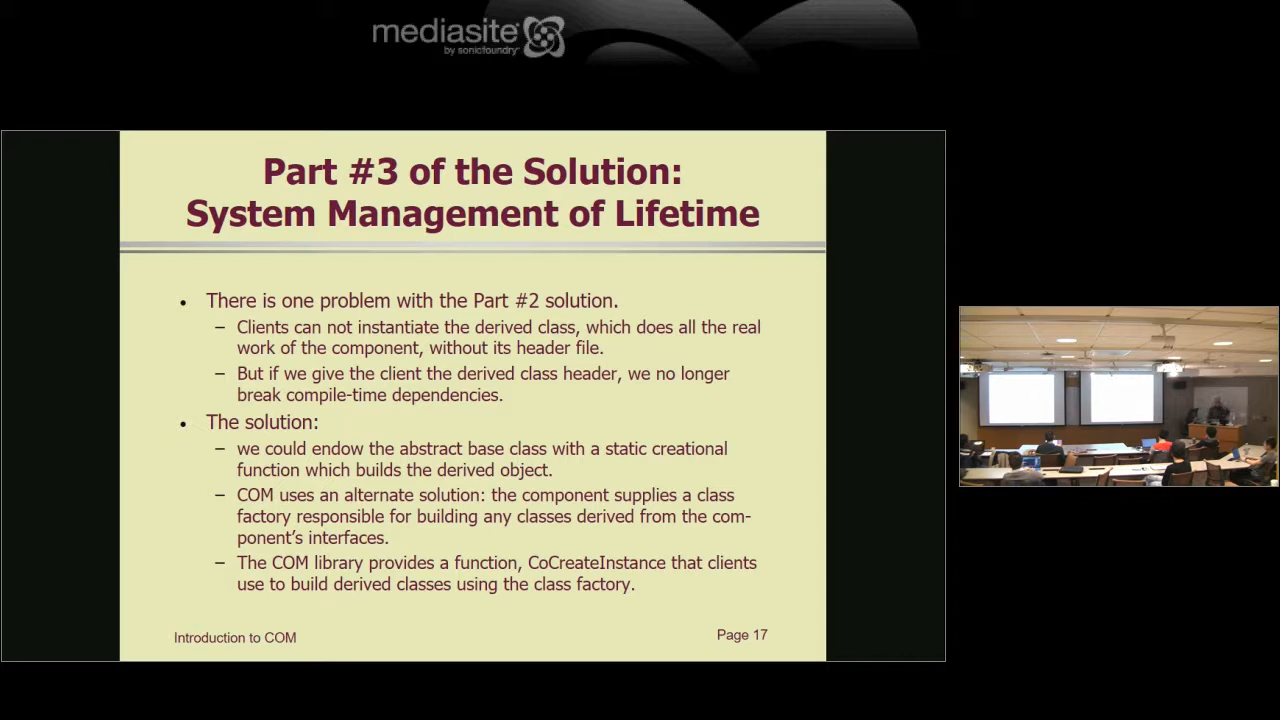 mediasite
by sonicfoundry
Part #3 of the Solution:
System Management of Lifetime
• There is one problem with the Part #2 solution.
– Clients can not instantiate the derived class, which does all the real
work of the component, without its header file.
– But if we give the client the derived class header, we no longer
break compile-time dependencies.
• The solution:
– we could endow the abstract base class with a static creational
function which builds the derived object.
– COM uses an alternate solution: the component supplies a class
factory responsible for building any classes derived from the com-
ponent's interfaces.
– The COM library provides a function, CoCreateInstance that clients
use to build derived classes using the class factory.
Introduction to COM
Page 17